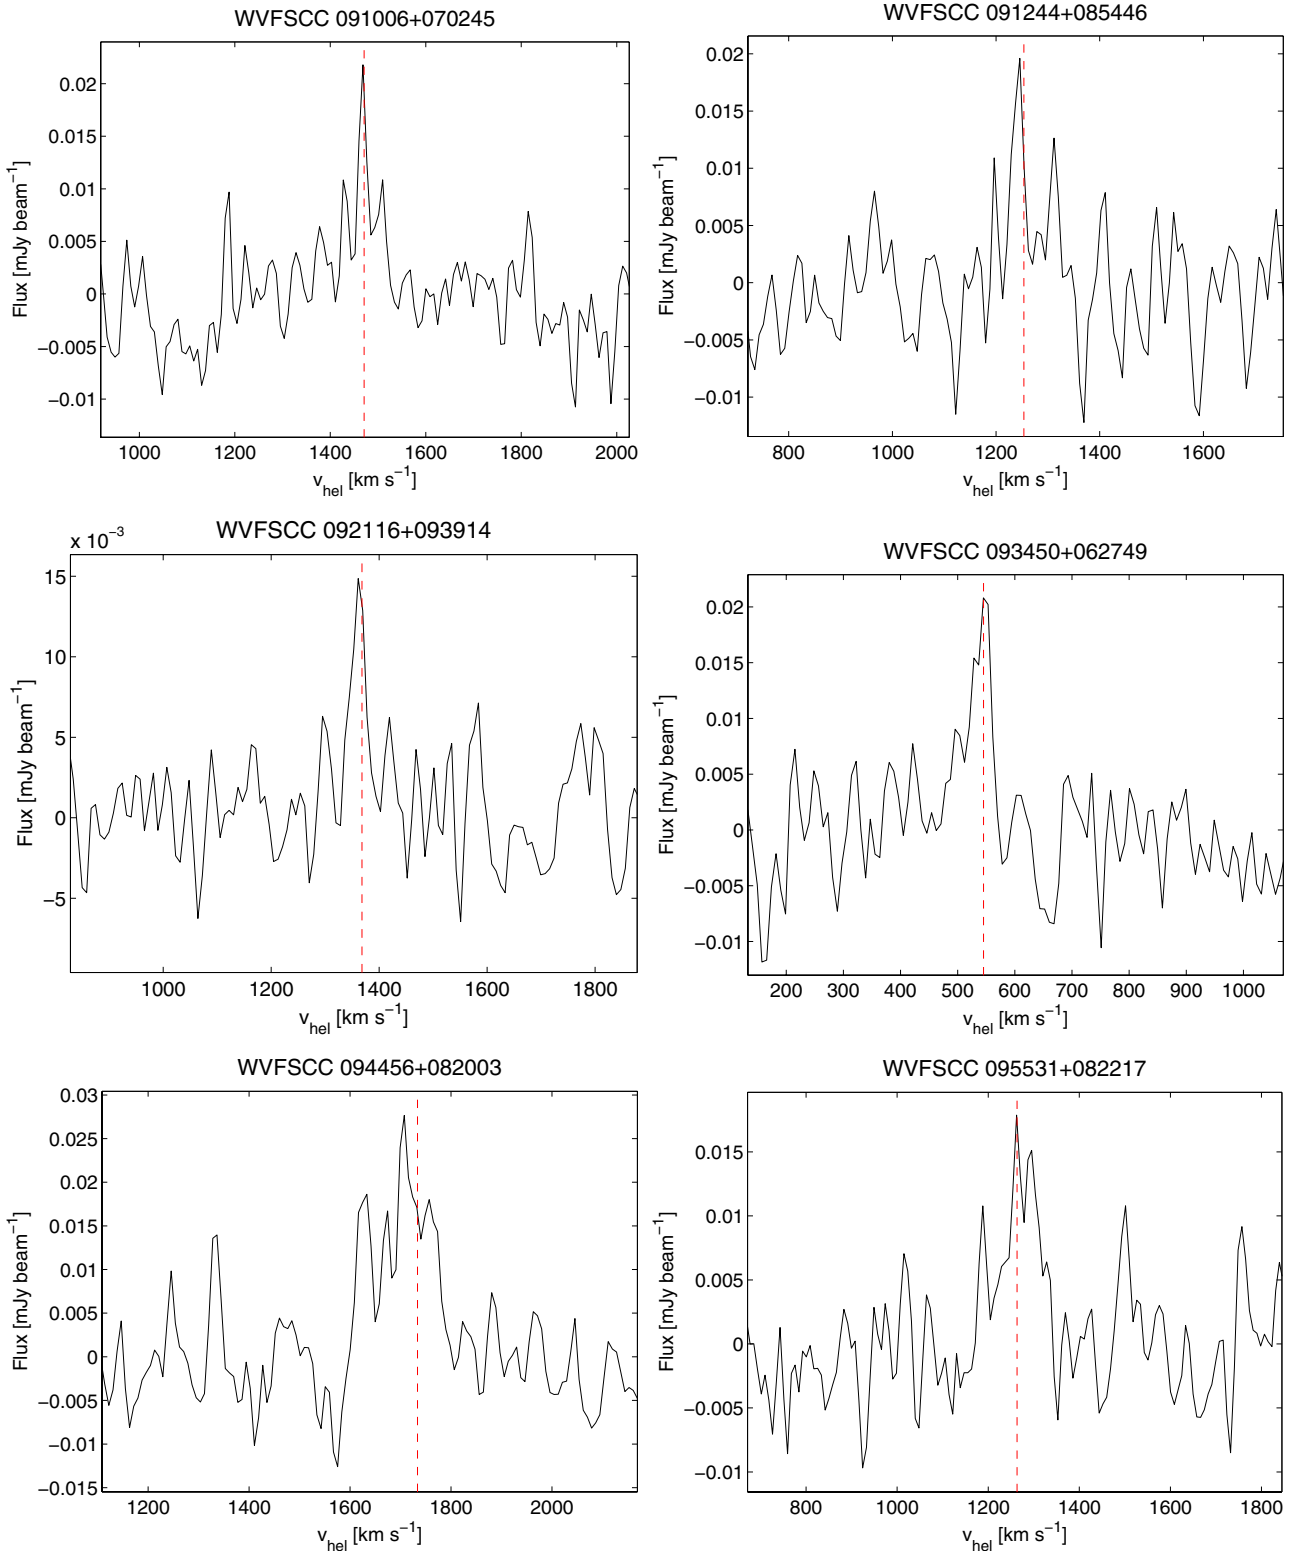 WVFSCC 091006+070245
0.02
0.015
0.01
0.005
0
−0.005
−0.01
Flux [mJy beam−1]
1000 1200 1400 1600 1800 2000
vhel [km s−1]
WVFSCC 091244+085446
0.02
0.015
0.01
0.005
0
−0.005
−0.01
Flux [mJy beam−1]
800 1000 1200 1400 1600
vhel [km s−1]
WVFSCC 092116+093914
x 10−3
15
10
5
0
−5
Flux [mJy beam−1]
1000 1200 1400 1600 1800
vhel [km s−1]
WVFSCC 093450+062749
0.02
0.015
0.01
0.005
0
−0.005
−0.01
Flux [mJy beam−1]
200 300 400 500 600 700 800 900 1000
vhel [km s−1]
WVFSCC 094456+082003
0.03
0.025
0.02
0.015
0.01
0.005
0
−0.005
−0.01
−0.015
Flux [mJy beam−1]
1200 1400 1600 1800 2000
vhel [km s−1]
WVFSCC 095531+082217
0.015
0.01
0.005
0
−0.005
−0.01
Flux [mJy beam−1]
800 1000 1200 1400 1600 1800
vhel [km s−1]